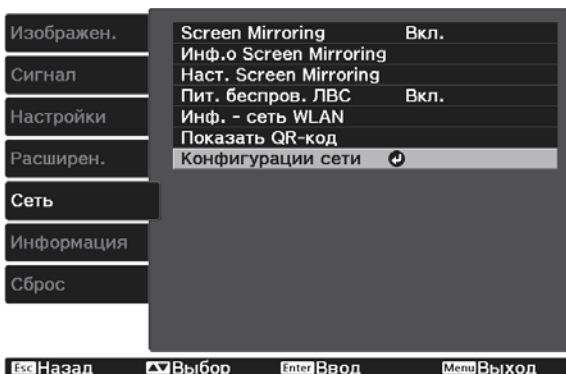 Изображен.
Сигнал
Настройки
Расширен.
Сеть
Информация
Сброс
Screen Mirroring Вкл.
Инф.о Screen Mirroring
Наст. Screen Mirroring
Пит. беспров. ЛВС Вкл.
Инф. - сеть WLAN
Показать QR-код
Конфигурации сети
Esc Назад Выбор Enter Ввод Menu Выход